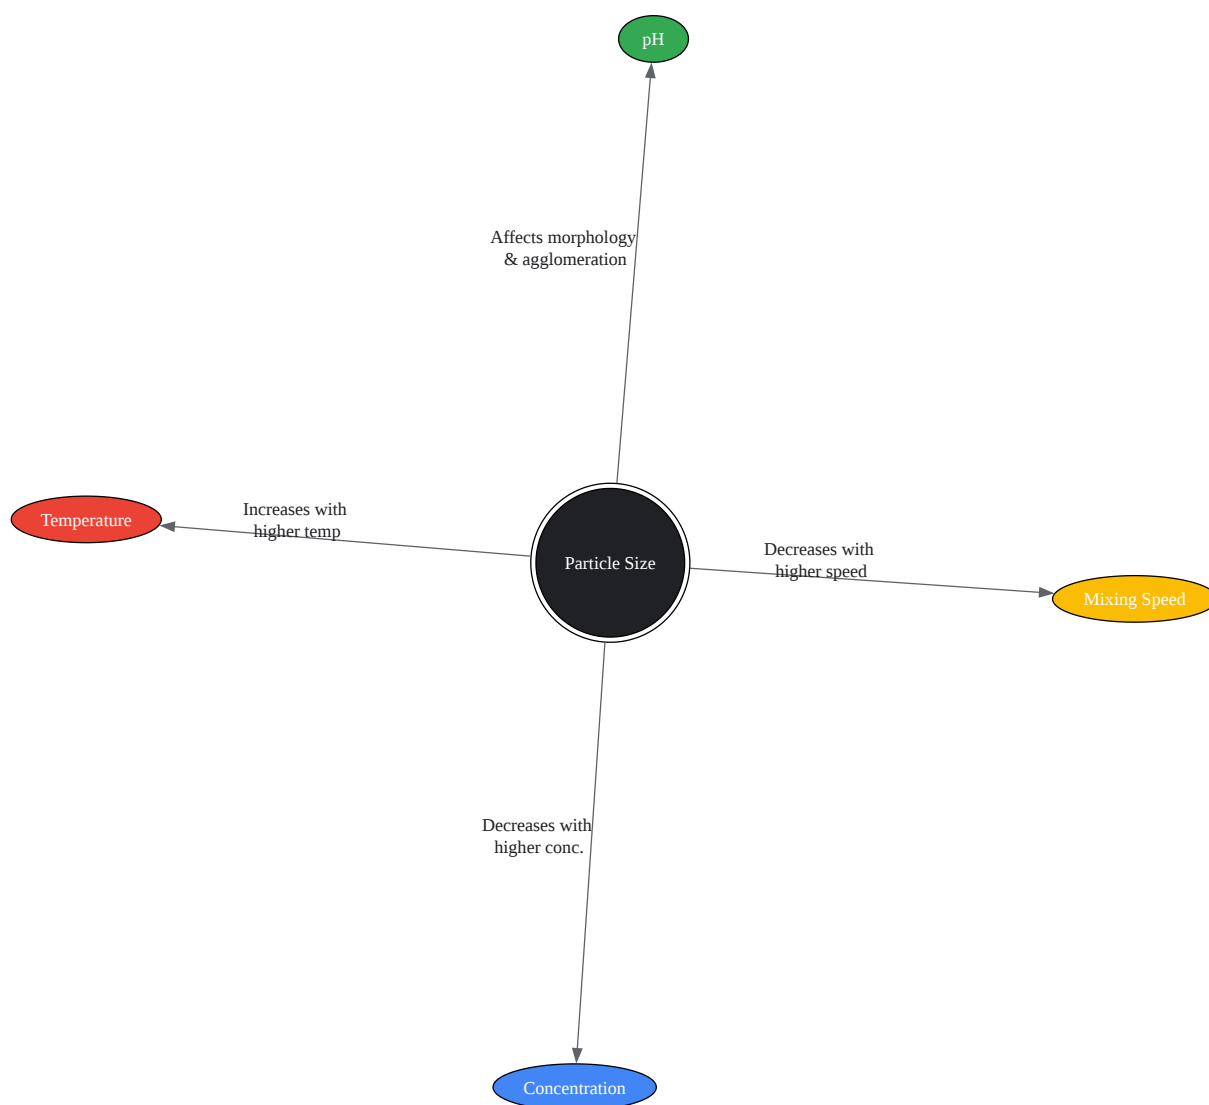 pH
Affects morphology
& agglomeration
Increases with
higher temp
Temperature
Particle Size
Decreases with
higher speed
Mixing Speed
Decreases with
higher conc.
Concentration